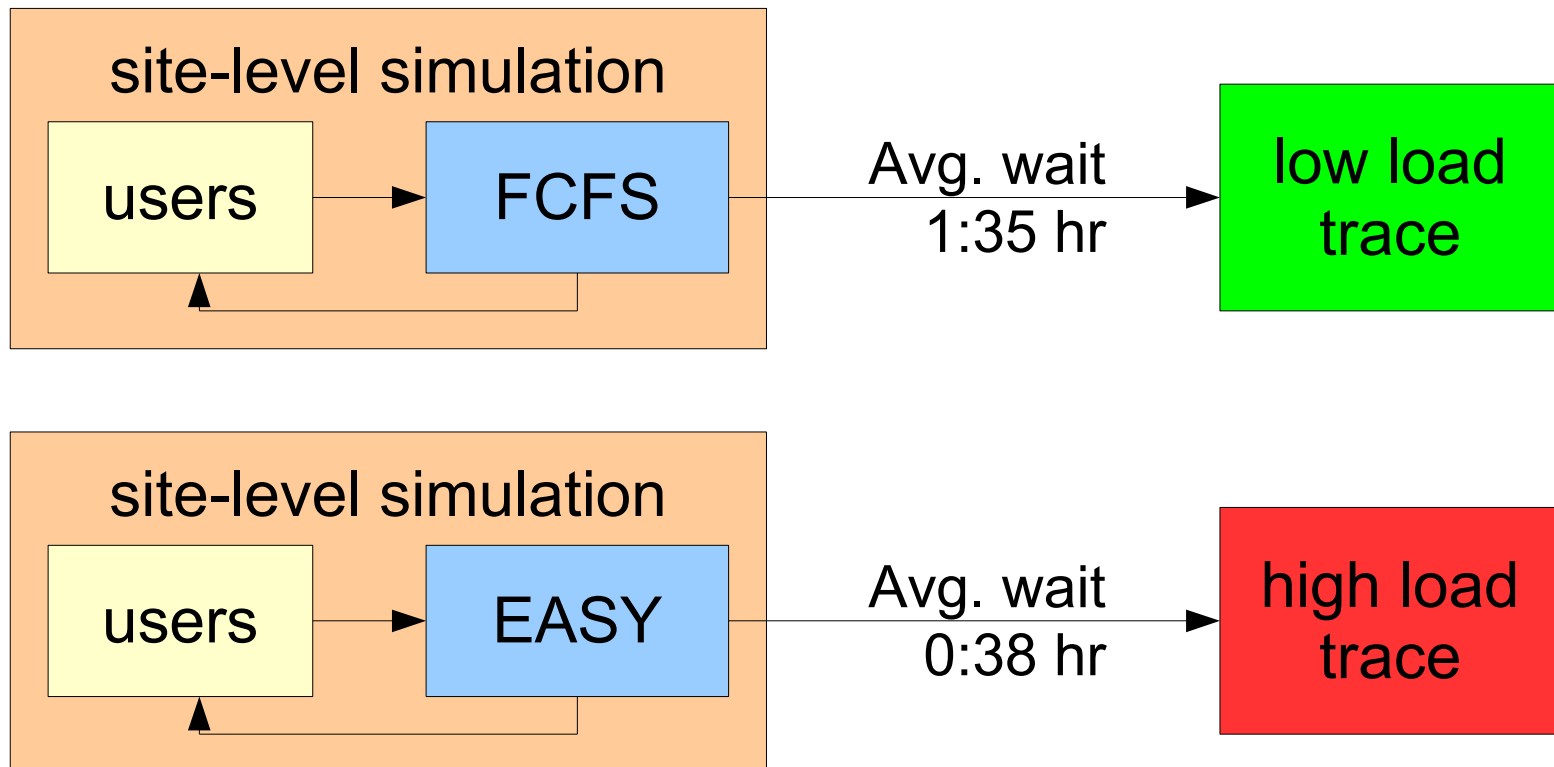 site-level simulation
users
FCFS
Avg. wait
1:35 hr
low load
trace
site-level simulation
users
EASY
Avg. wait
0:38 hr
high load
trace